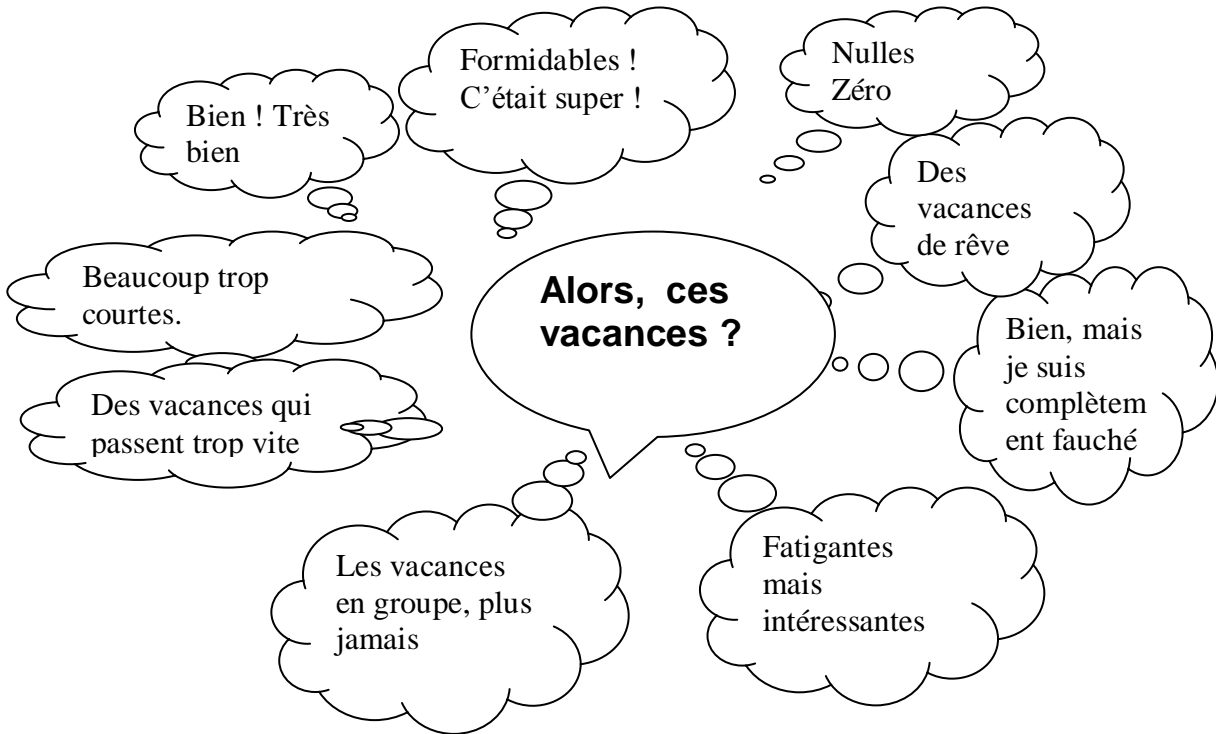 Formidables !
C'était super !
Nulles
Zéro
Bien ! Très
bien
Des
vacances
de rêve
Beaucoup trop
courtes.
Alors, ces
vacances ?
Bien, mais
je suis
complètem
ent fauché
Des vacances qui
passent trop vite
Les vacances
en groupe, plus
jamais
Fatigantes
mais
intéressantes